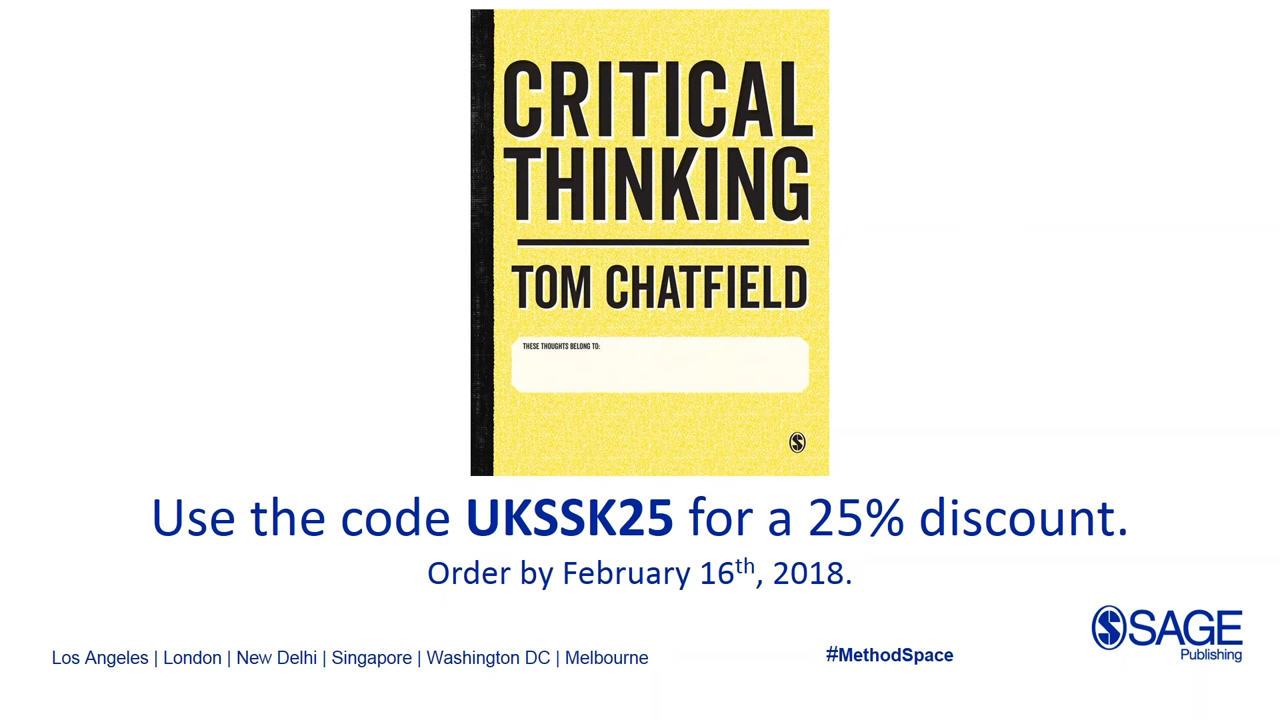 CRITICAL
THINKING
TOM CHATFIELD
THESE THOUGHTS BELONG TO:
Use the code UKSSK25 for a 25% discount.
Order by February 16th, 2018.
SAGE
Publishing
Los Angeles | London | New Delhi | Singapore | Washington DC | Melbourne
#MethodSpace